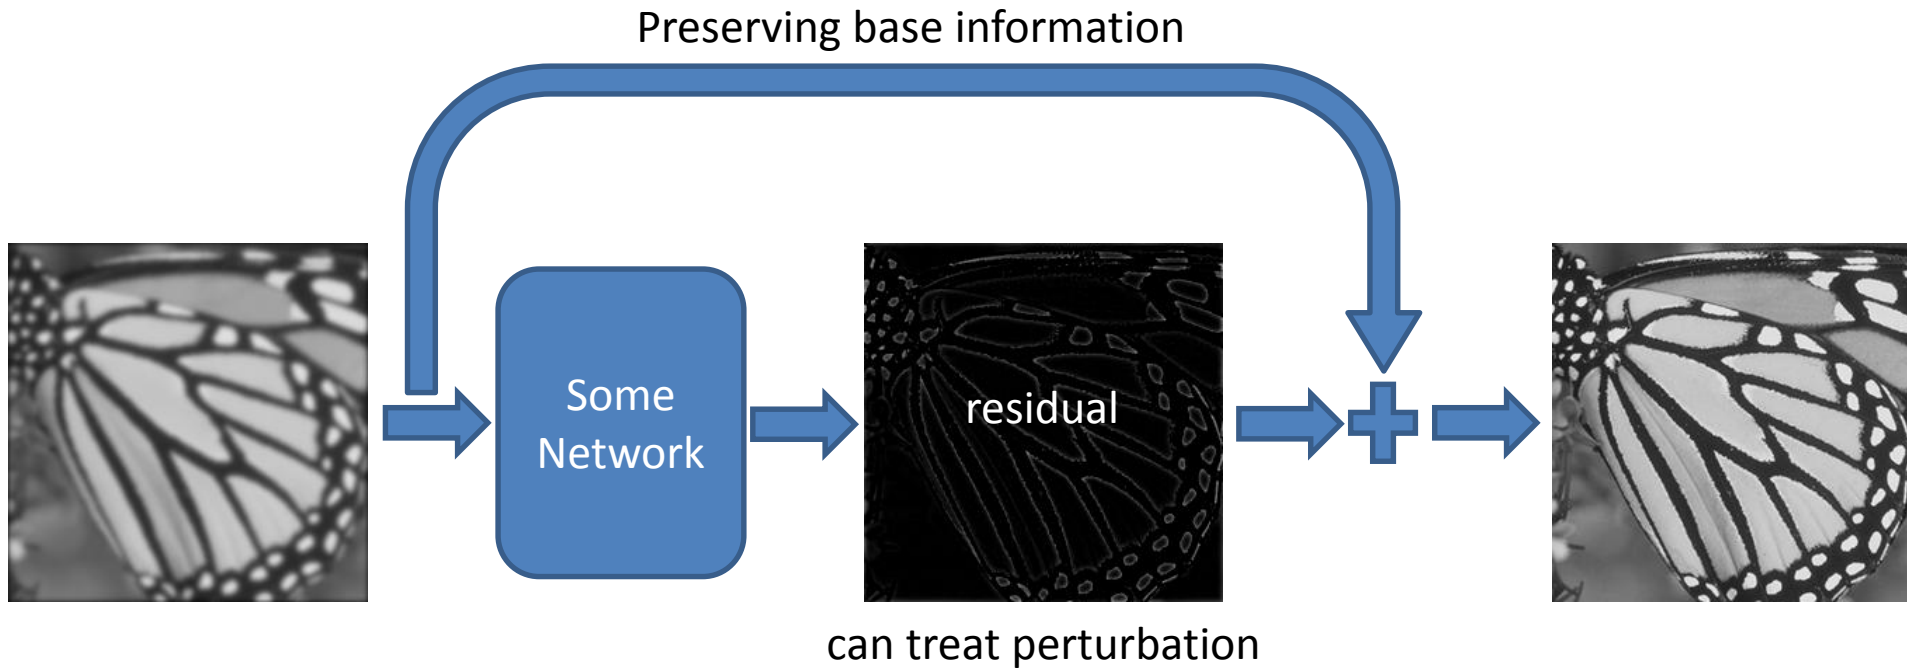 Preserving base information
Some
Network
residual
can treat perturbation